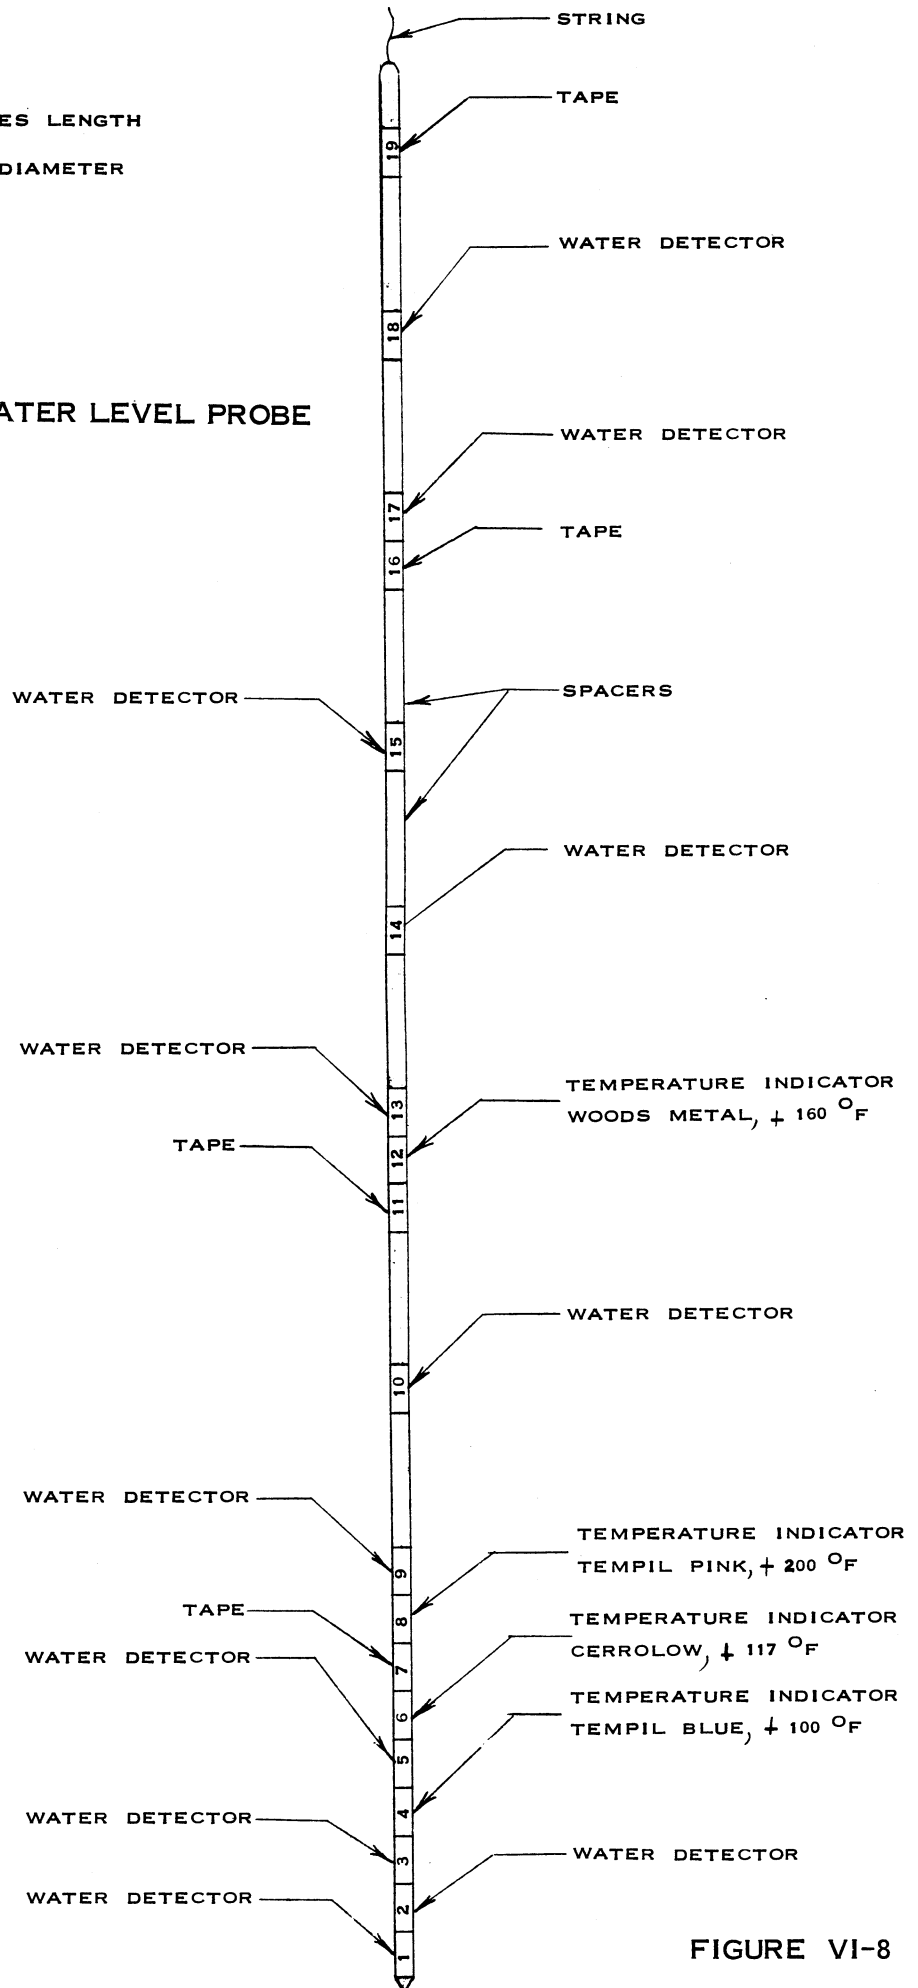 STRING
TAPE
ES LENGTH
19
DIAMETER
WATER DETECTOR
18
ATER LEVEL PROBE
WATER DETECTOR
17
TAPE
16
SPACERS
WATER DETECTOR
15
WATER DETECTOR
14
WATER DETECTOR
TEMPERATURE INDICATOR
WOODS METAL, + 160 °F
13
TAPE
12
11
WATER DETECTOR
10
WATER DETECTOR
TEMPERATURE INDICATOR
TEMPIL PINK, + 200 °F
9
TAPE
8
TEMPERATURE INDICATOR
CERROLOW, + 117 °F
WATER DETECTOR
7
TEMPERATURE INDICATOR
TEMPIL BLUE, + 100 °F
6
5
4
WATER DETECTOR
WATER DETECTOR
3
WATER DETECTOR
2
1
FIGURE VI-8